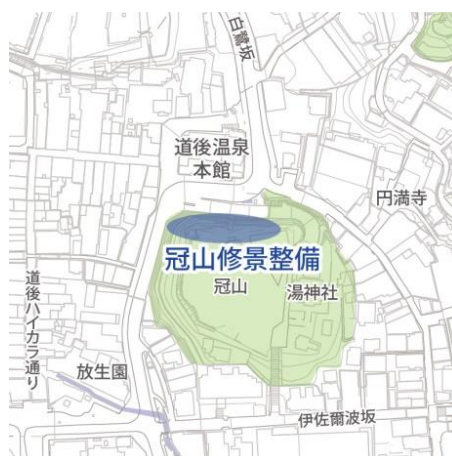 白鷺坂
道後温泉
本館
円満寺
冠山修景整備
冠山
湯神社
道後ハイカラ通り
放生園
伊佐爾波坂